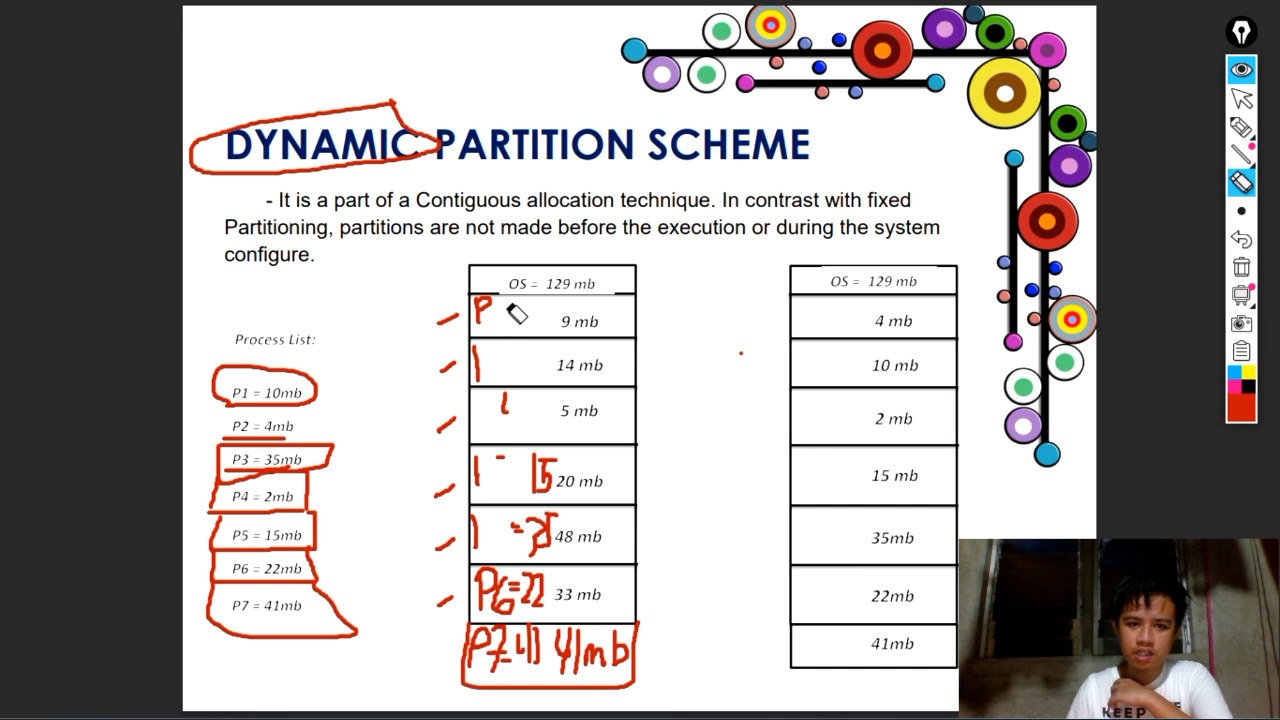 DYNAMIC PARTITION SCHEME
- It is a part of a Contiguous allocation technique. In contrast with fixed
Partitioning, partitions are not made before the execution or during the system
configure.
Process List:
P1 = 10mb
P2 = 4mb
P3 = 35mb
P4 = 2mb
P5 = 15mb
P6 = 22mb
P7 = 41mb
OS = 129 mb
P 9 mb
14 mb
5 mb
15 20 mb
48 mb
P6=22 33 mb
41mb
OS = 129 mb
4 mb
10 mb
2 mb
15 mb
35mb
22mb
41mb
KEEP